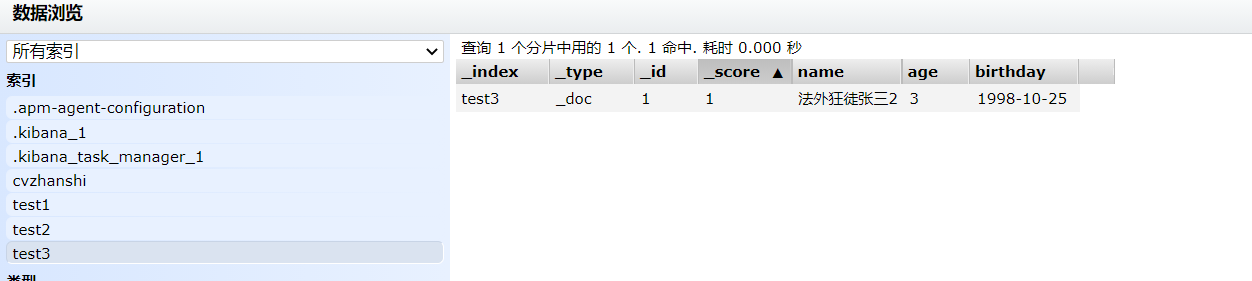 数据浏览
所有索引
索引
.apm-agent-configuration
.kibana_1
.kibana_task_manager_1
cvzhanshi
test1
test2
test3
类型
查询 1 个分片中用的 1 个. 1 命中. 耗时 0.000 秒
_index _type _id _score ▲ name age birthday
test3 _doc 1 1 法外狂徒张三2 3 1998-10-25